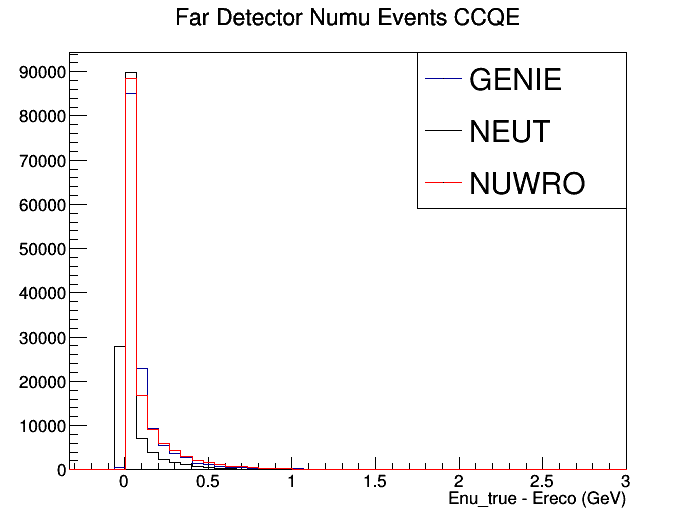 Far Detector Numu Events CCQE
GENIE
NEUT
NUWRO
90000
80000
70000
60000
50000
40000
30000
20000
10000
0
0 0.5 1 1.5 2 2.5 3
Enu_true - Ereco (GeV)